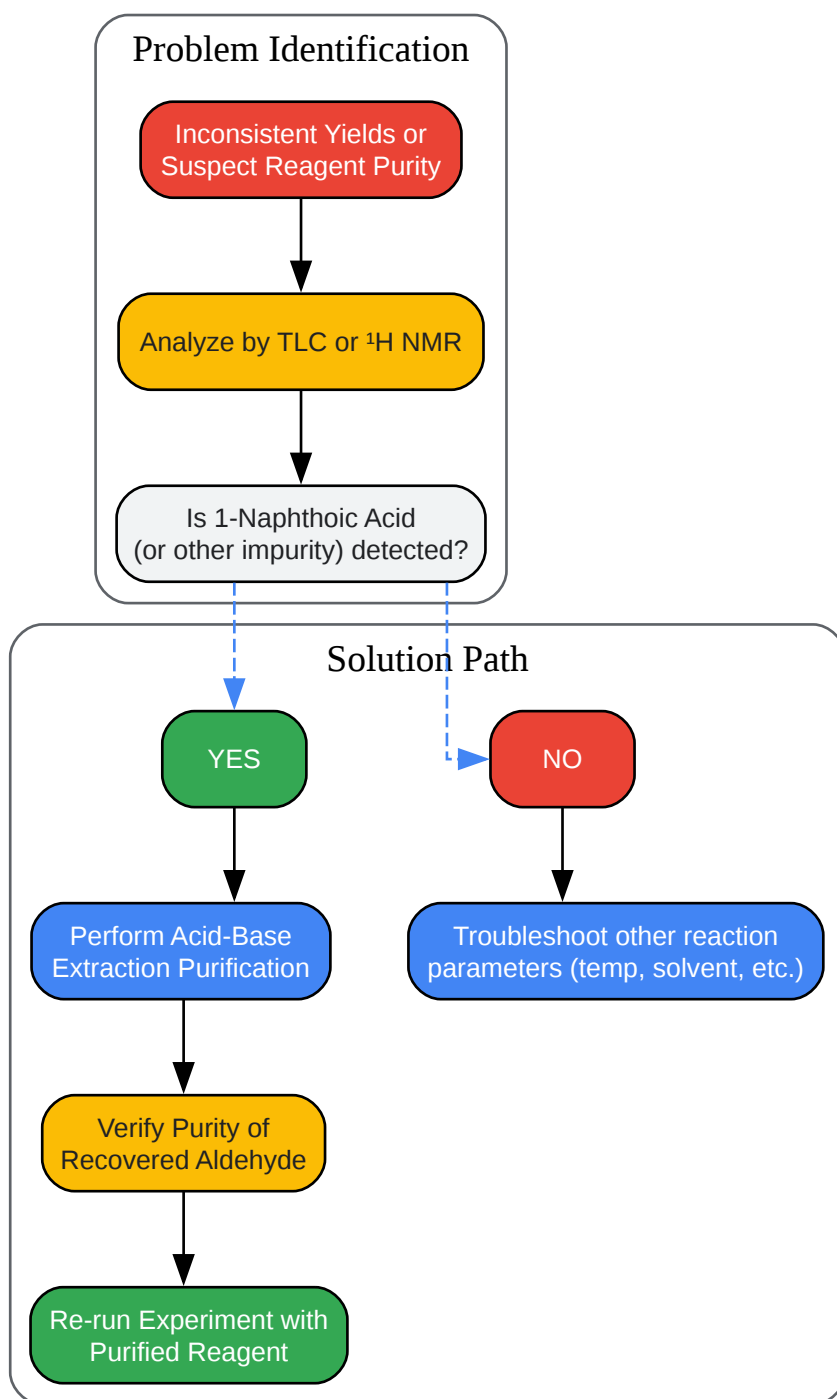 Problem Identification
Inconsistent Yields or
Suspect Reagent Purity
Analyze by TLC or ¹H NMR
Is 1-Naphthoic Acid
(or other impurity) detected?
Solution Path
YES
NO
Perform Acid-Base
Extraction Purification
Troubleshoot other reaction
parameters (temp, solvent, etc.)
Verify Purity of
Recovered Aldehyde
Re-run Experiment with
Purified Reagent